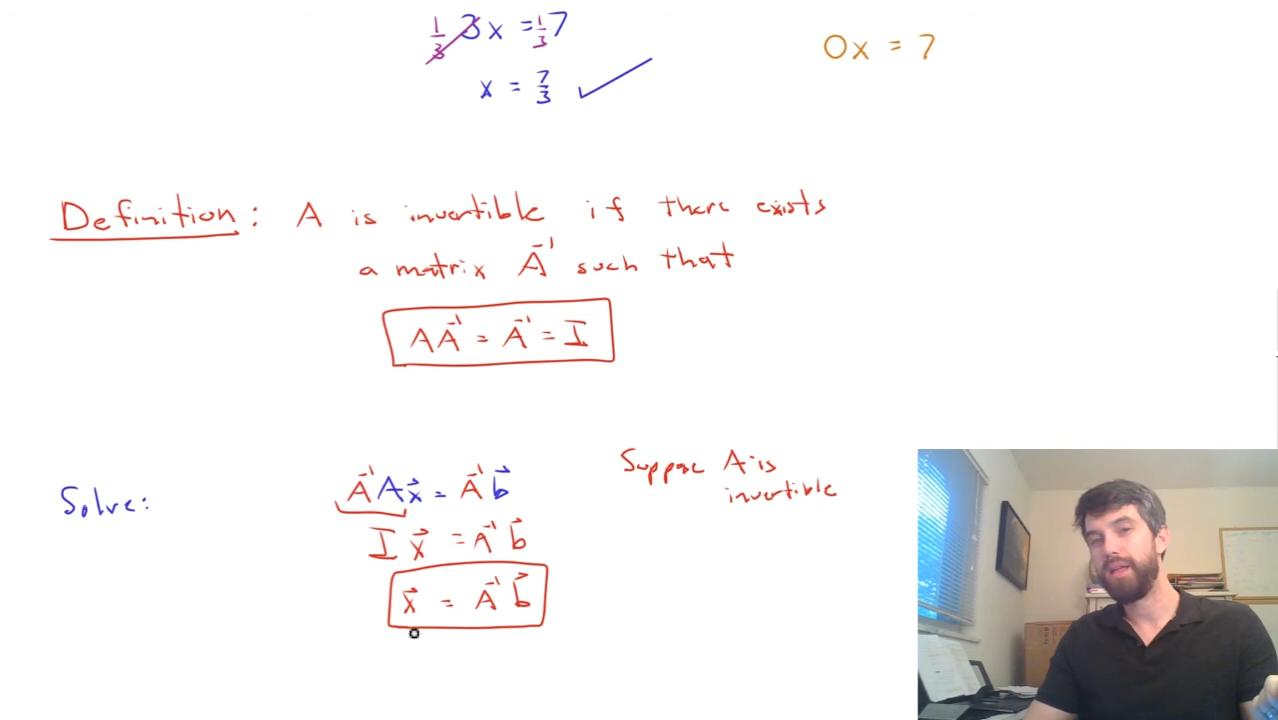 1/3 3x = 1/3 7
x = 7/3 ✓
0x = 7
Definition: A is invertible if there exists
a matrix A⁻¹ such that
AA⁻¹ = A⁻¹ = I
Solve:
A⁻¹Ax⃗ = A⁻¹b⃗
Ix⃗ = A⁻¹b⃗
x⃗ = A⁻¹b⃗
Suppose A is
invertible